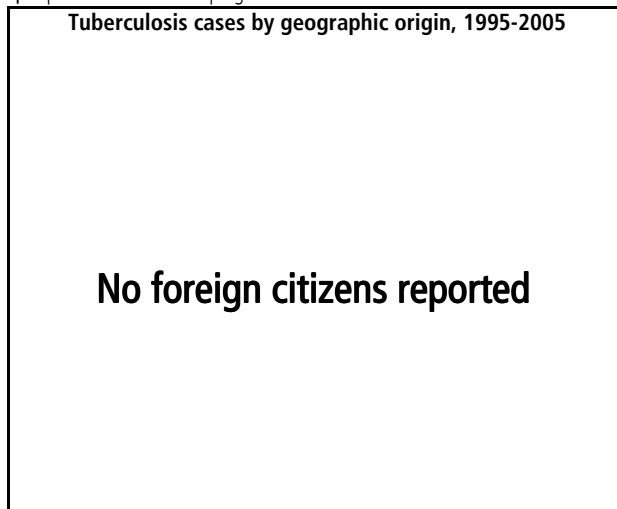 Tuberculosis cases by geographic origin, 1995-2005
No foreign citizens reported